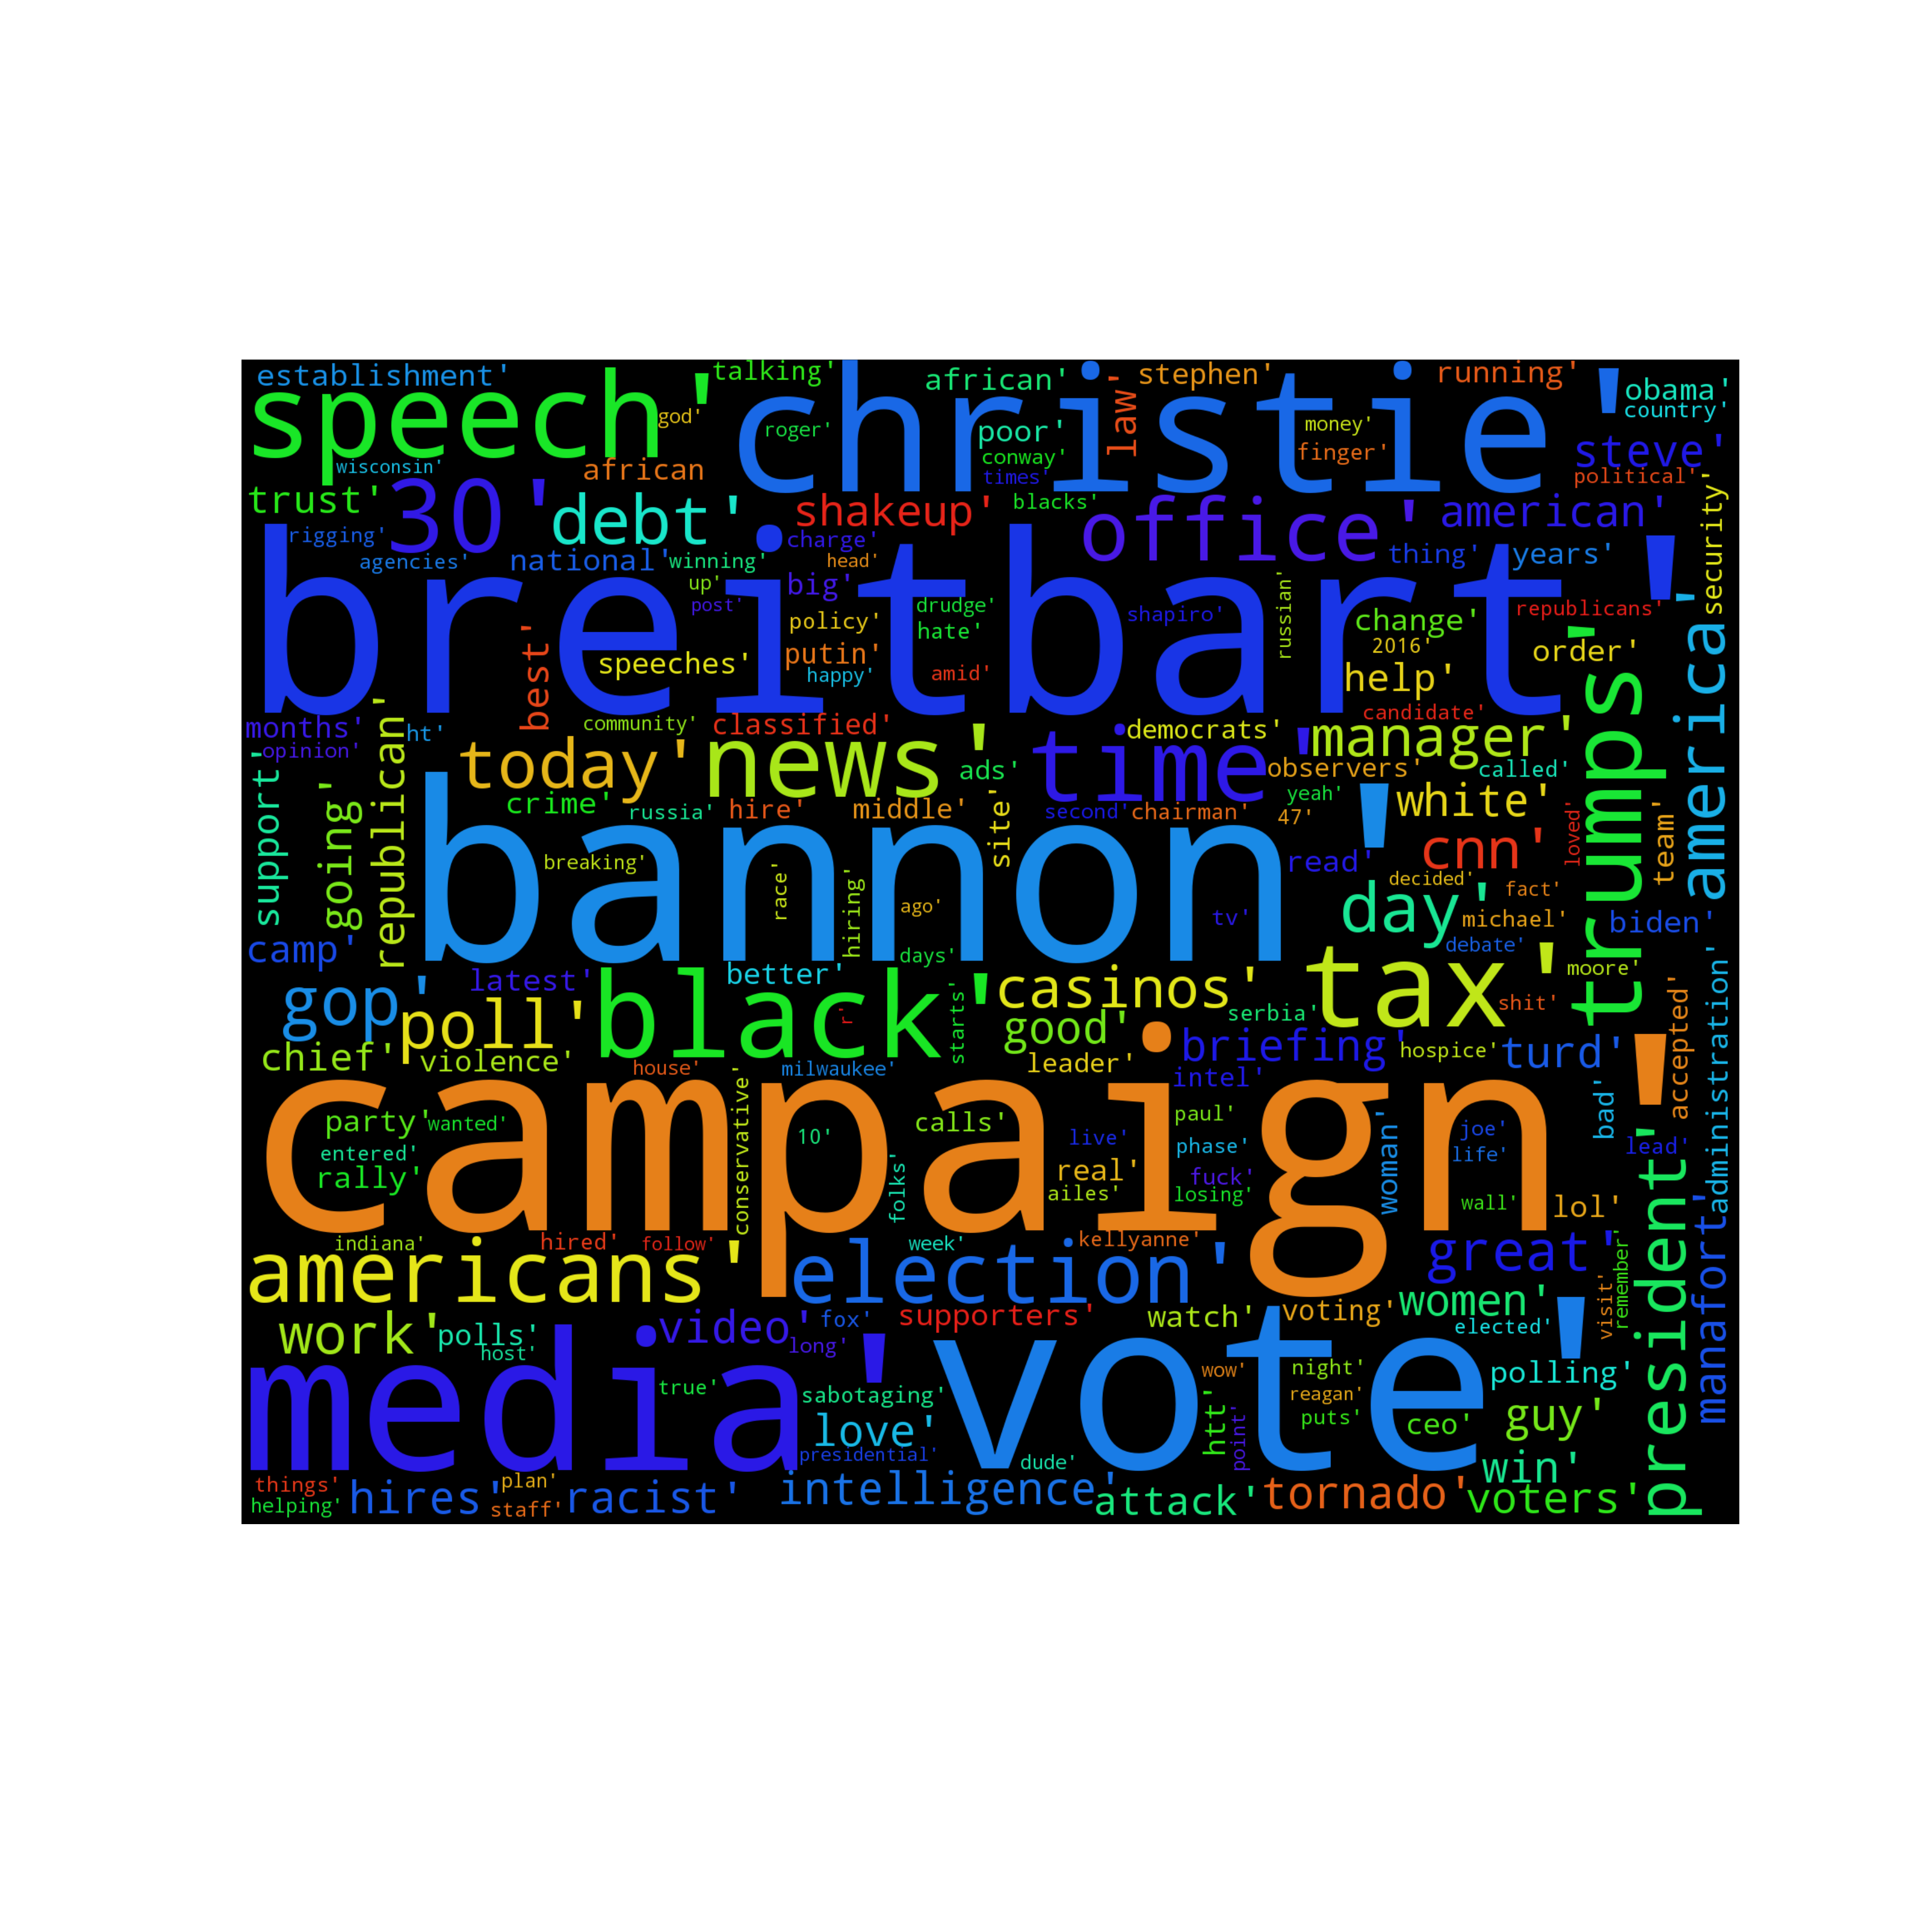 establishment'
speech'
talking'
god'
christie'
african'
stephen'
running'
obama'
country'
roger'
poor'
conway'
times'
law'
money'
finger'
steve'
political'
wisconsin'
african
trust'
30'
debt'
shakeup'
blacks'
office'
american'
security'
rigging'
agencies'
national'
winning'
charge'
head'
thing'
years'
breitbart'
up'
post'
big'
policy'
putin'
happy'
drudge'
hate'
amid'
shapiro'
russian'
change'
2016'
help'
republicans'
order'
america'
best'
speeches'
trumps'
months'
opinion'
ht'
republican'
community'
classified'
democrats'
candidate'
manager'
today'
news'
ads'
time'
observers'
called'
support'
going'
crime'
russia'
hire'
middle'
site'
second'
chairman'
yeah'
47'
white'
cnn'
loved'
team'
bannon'
breaking'
race'
hiring'
ago'
days'
tv'
read'
decided'
fact'
day'
michael'
debate'
biden'
camp'
gop'
latest'
better'
poll'
black'
r'
starts'
casinos'
good'
serbia'
tax'
moore'
shit'
accepted'
administration'
chief'
violence'
house'
milwaukee'
leader'
briefing'
intel'
hospice'
turd'
campaign'
party'
wanted'
entered'
rally'
conservative'
10'
calls'
folks'
live'
real'
ailes'
paul'
phase'
fuck'
losing'
woman'
joe'
life'
wall'
bad'
lead'
lol'
president'
manafort'
indiana'
hired'
follow'
week'
kellyanne'
americans'
election'
great'
remember'
visit'
work'
polls'
host'
video'
long'
fox'
supporters'
watch'
voting'
women'
elected'
media'
true'
sabotaging'
love'
presidential'
vote'
wow'
htt'
point'
night'
reagan'
puts'
ceo'
polling'
guy'
dude'
win'
things'
helping'
hires'
plan'
staff'
racist'
intelligence'
attack'
tornado'
voters'